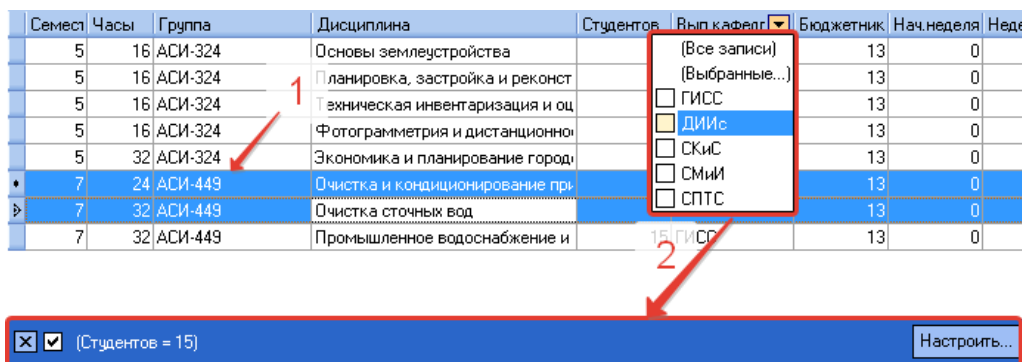 Семест Часы Группа Дисциплина Студентов Вып.кафедр Бюджетник Нач.неделя Неде
5 16 АСИ-324 Основы землеустройства (Все записи) 13 0
5 16 АСИ-324 Планировка, застройка и реконст (Выбранные...) 13 0
1
5 16 АСИ-324 Техническая инвентаризация и оц ГИСС 13 0
5 16 АСИ-324 Фотограмметрия и дистанционно ДИИс 13 0
5 32 АСИ-324 Экономика и планирование город СКиС 13 0
7 24 АСИ-449 Очистка и кондиционирование при СМиИ 13 0
7 32 АСИ-449 Очистка сточных вод СПТС 13 0
7 32 АСИ-449 Промышленное водоснабжение и 15 ГИСС 13 0
2
(Студентов = 15) Настроить...